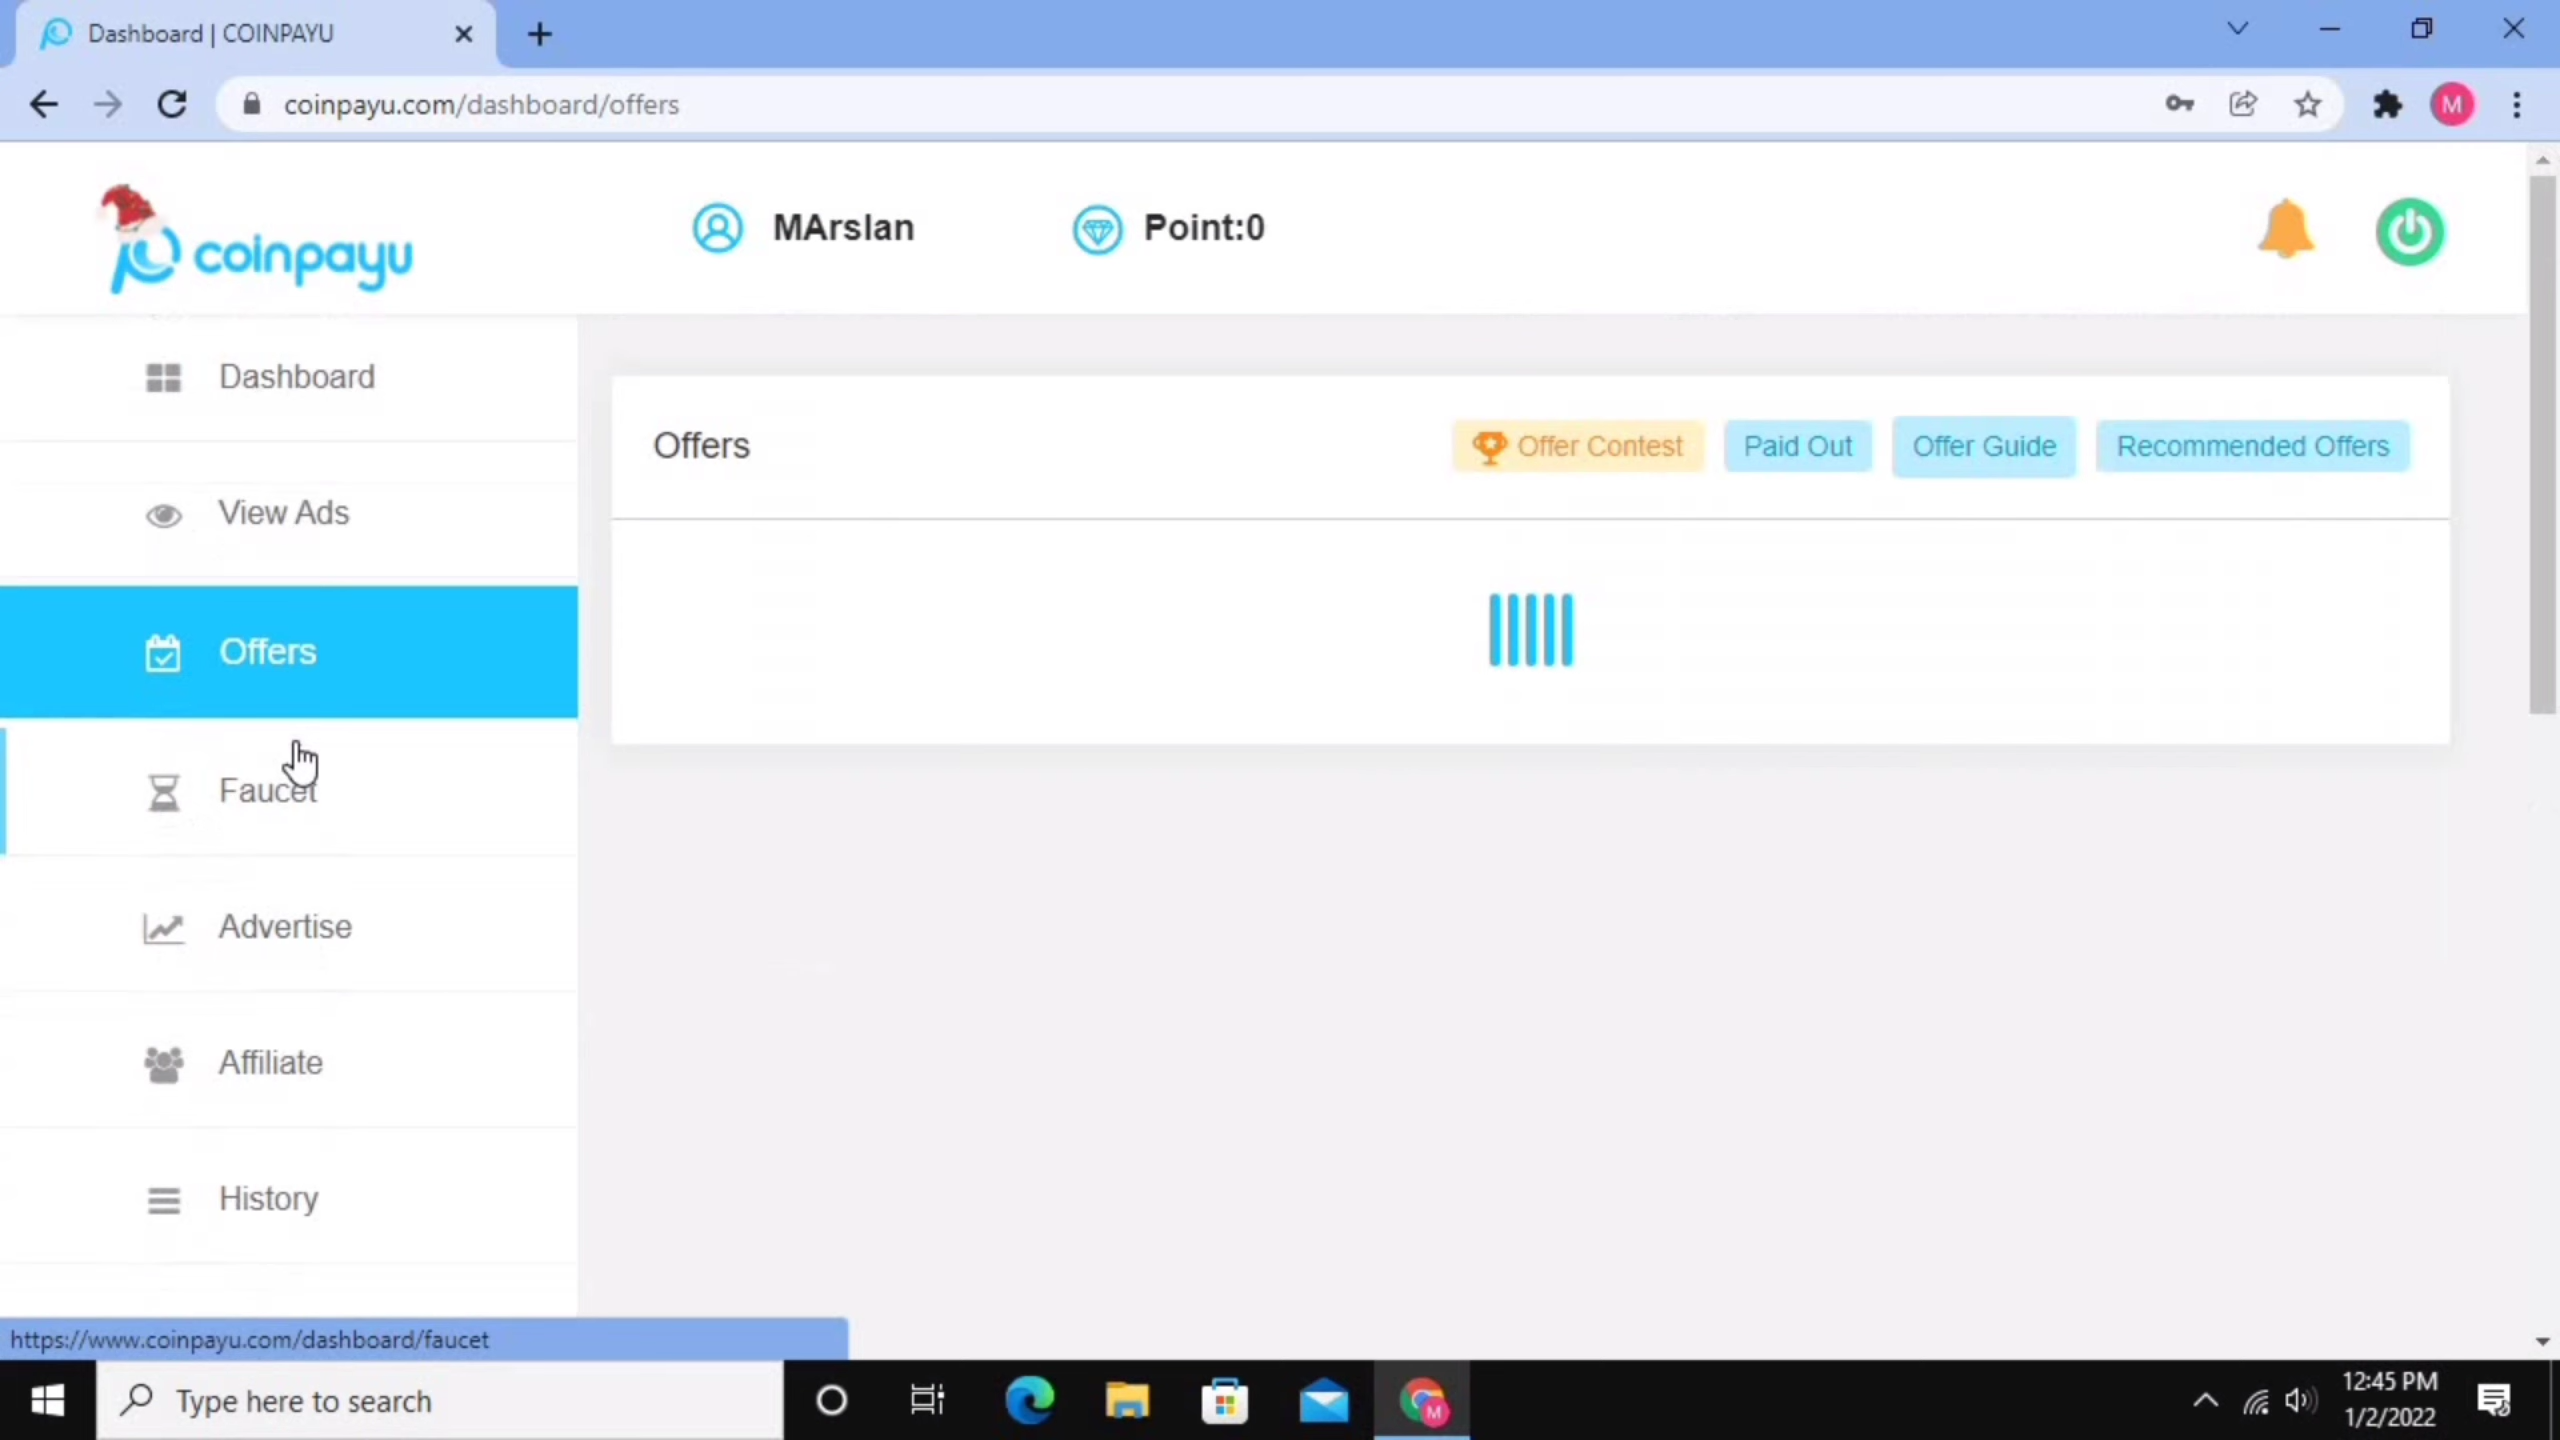 Dashboard | COINPAYU
coinpayu.com/dashboard/offers
M
coinpayu
MArslan
Point:0
Dashboard
View Ads
Offers
Faucet
Advertise
Affiliate
History
Offers
Offer Contest
Paid Out
Offer Guide
Recommended Offers
https://www.coinpayu.com/dashboard/faucet
Type here to search
M
12:45 PM
1/2/2022